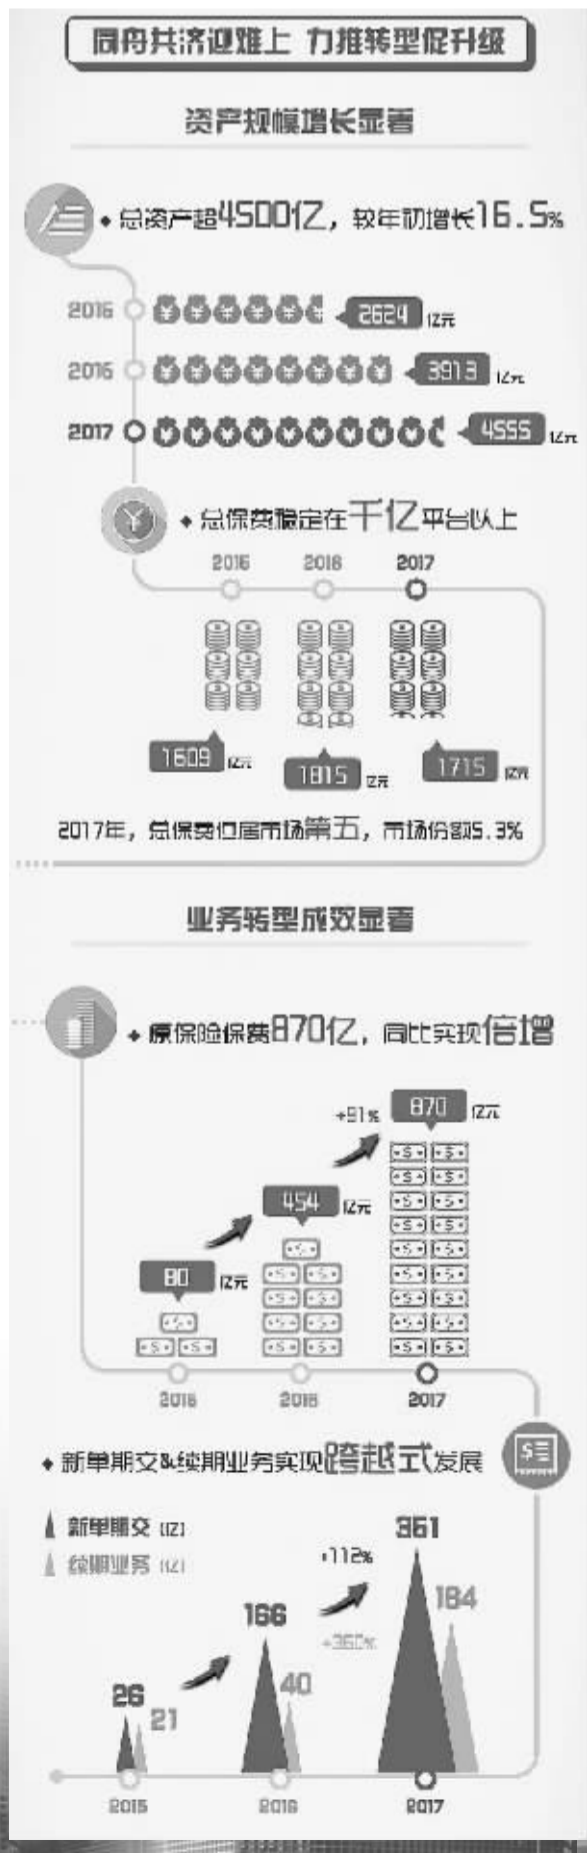 同舟共济迎难上 力推转型促升级
资产规模增长显著
◆ 总资产超4500亿，较年初增长16.5%
2015 2624 亿元
2016 3913 亿元
2017 4555 亿元
◆ 总保费稳定在千亿平台以上
2015 2016 2017
1609 亿元 1815 亿元 1715 亿元
2017年，总保费位居市场第五，市场份额5.3%
业务转型成效显著
◆ 原保险保费870亿，同比实现倍增
+91% 870 亿元
454 亿元
80 亿元
2015 2016 2017
◆ 新单期交&续期业务实现跨越式发展
新单期交（亿）
续期业务（亿）
361
+112%
184
166
+360%
40
26
21
2015 2016 2017